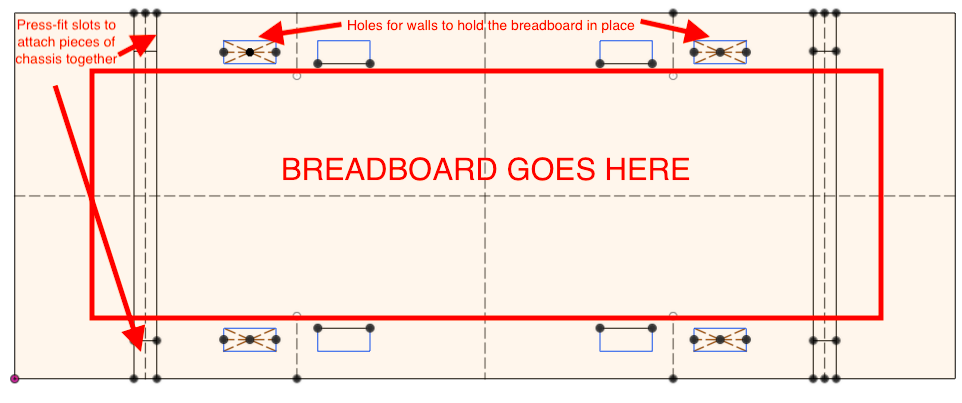 Press-fit slots to
attach pieces of
chassis together
Holes for walls to hold the breadboard in place
BREADBOARD GOES HERE